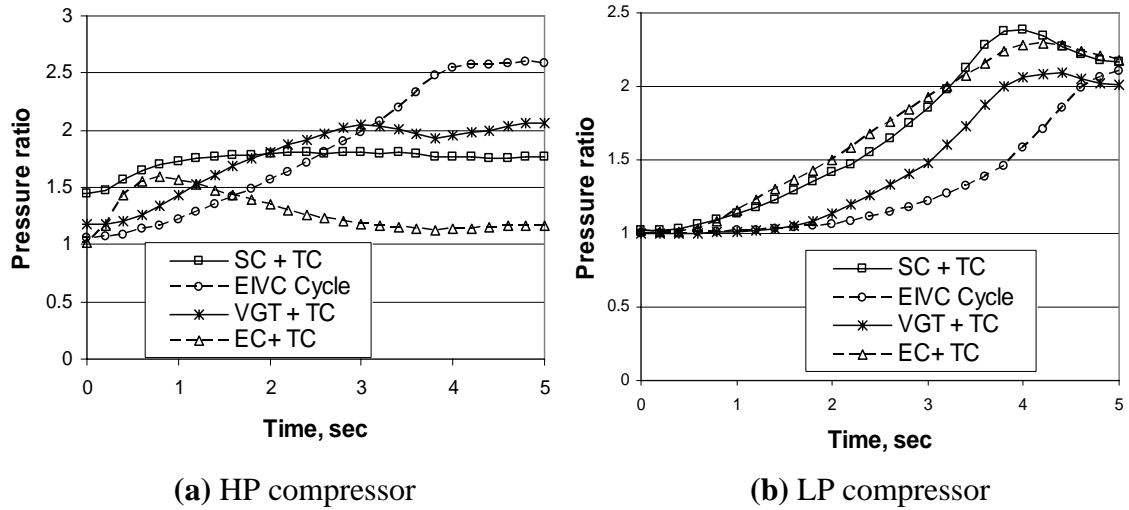 3
2.5
2
1.5
1
0.5
0
Pressure ratio
SC + TC
EIVC Cycle
VGT + TC
EC+ TC
0 1 2 3 4 5
Time, sec
(a) HP compressor
2.5
2
1.5
1
0.5
0
Pressure ratio
SC + TC
EIVC Cycle
VGT + TC
EC+ TC
0 1 2 3 4 5
Time, sec
(b) LP compressor